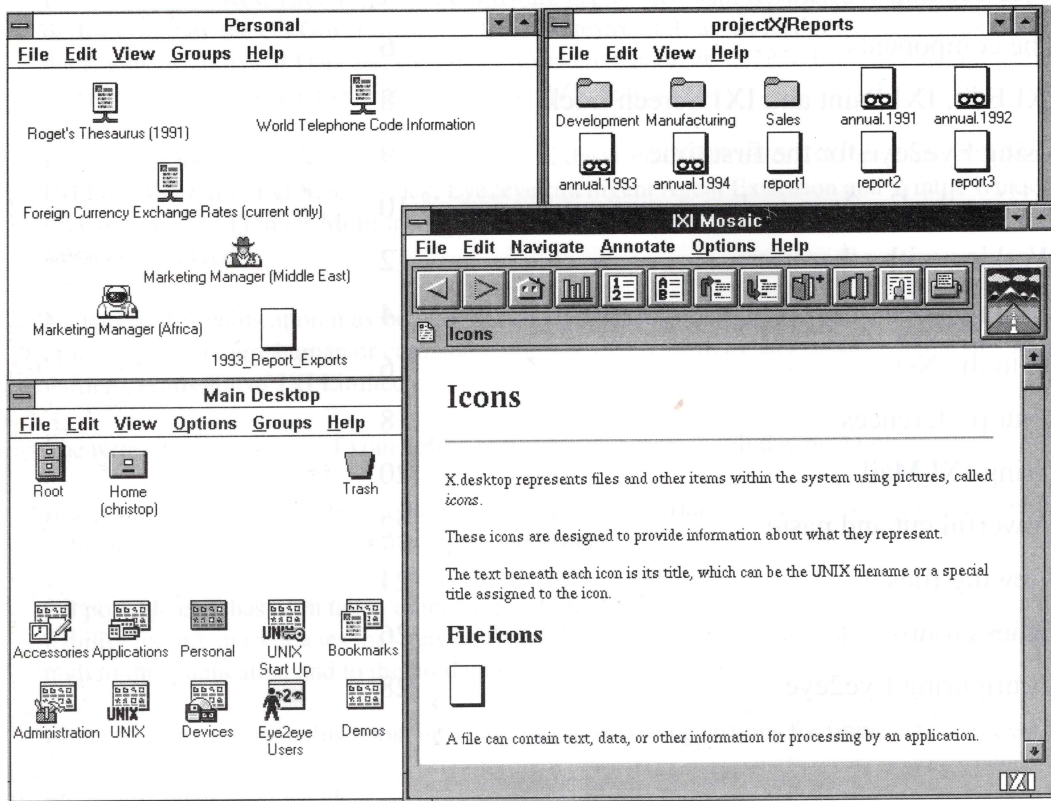 Personal
File Edit View Groups Help
Roget's Thesaurus (1991)
World Telephone Code Information
Foreign Currency Exchange Rates (current only)
Marketing Manager (Middle East)
Marketing Manager (Africa)
1993_Report_Exports
projectX/Reports
File Edit View Help
Development Manufacturing Sales annual.1991 annual.1992
annual.1993 annual.1994 report1 report2 report3
Main Desktop
File Edit View Options Groups Help
Root Home Trash
(christop)
Accessories Applications Personal UNIX Bookmarks
Start Up
UNIX
Administration UNIX Devices Eye2eye Demos
Users
IXI Mosaic
File Edit Navigate Annotate Options Help
Icons
Icons
X.desktop represents files and other items within the system using pictures, called
icons.
These icons are designed to provide information about what they represent.
The text beneath each icon is its title, which can be the UNIX filename or a special
title assigned to the icon.
File icons
A file can contain text, data, or other information for processing by an application.
IXI